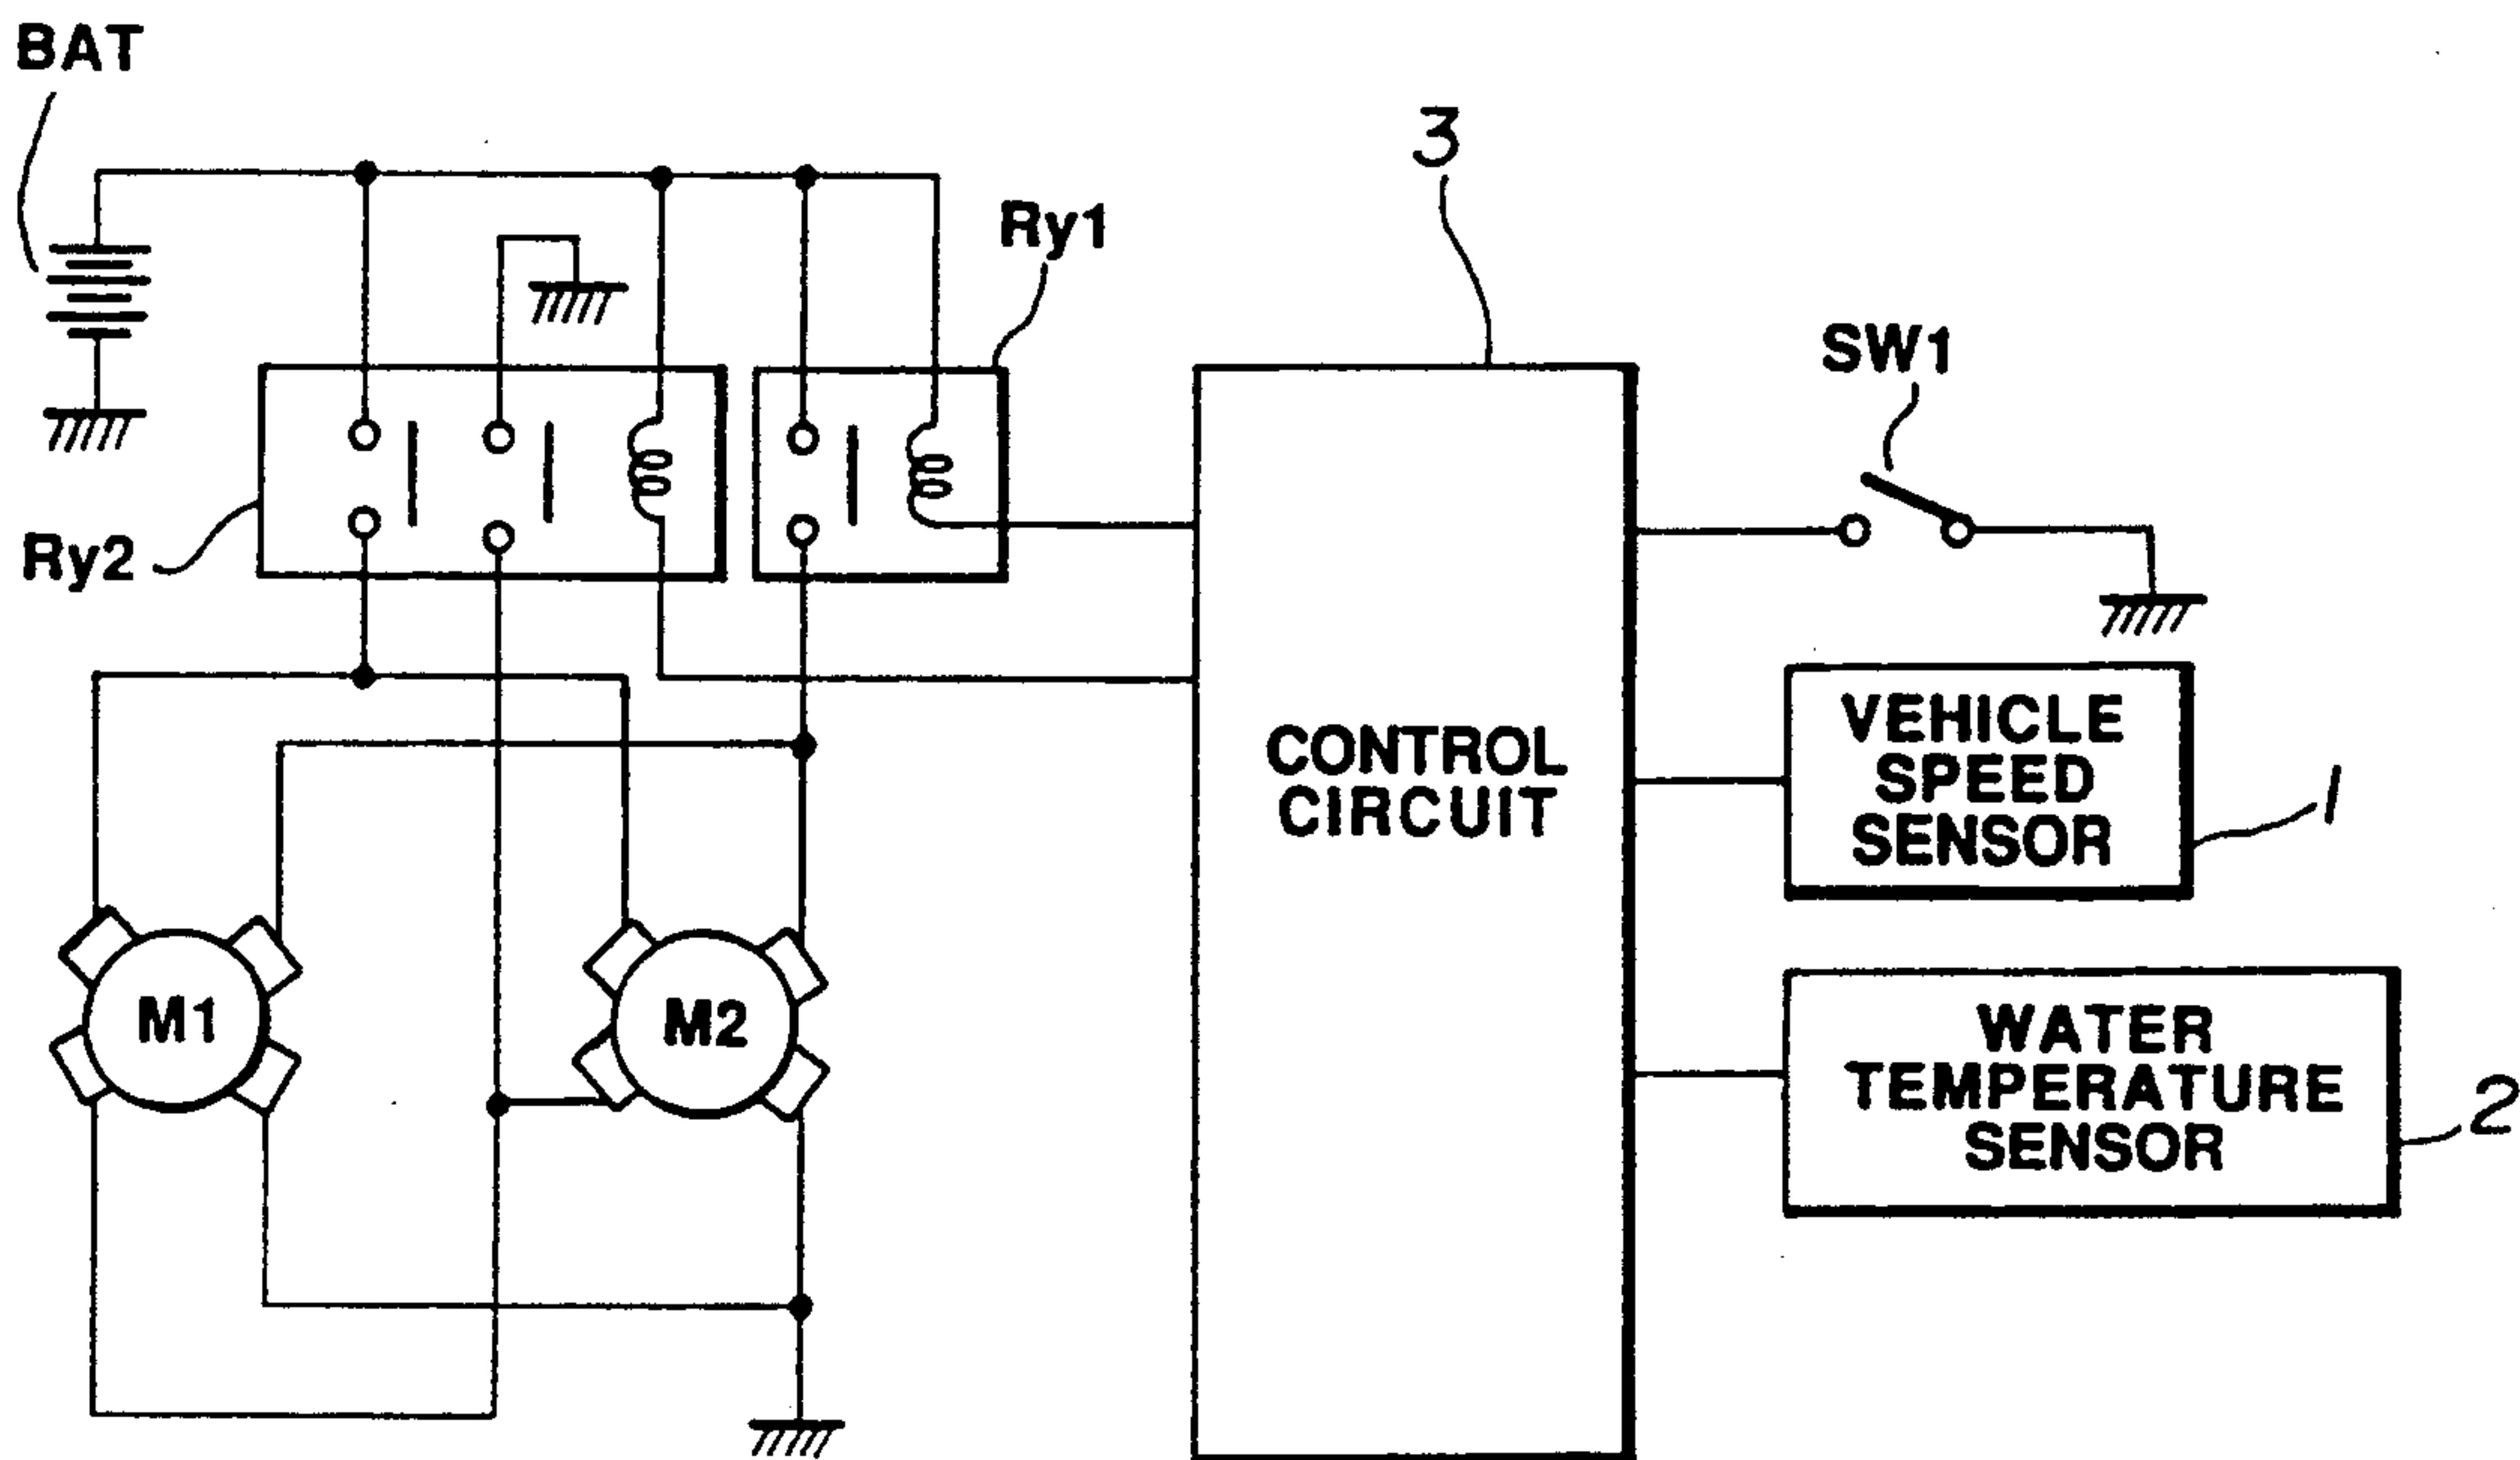 BAT
3
Ry1
SW1
Ry2
CONTROL
CIRCUIT
VEHICLE
SPEED
SENSOR
1
M1
M2
WATER
TEMPERATURE
SENSOR
2